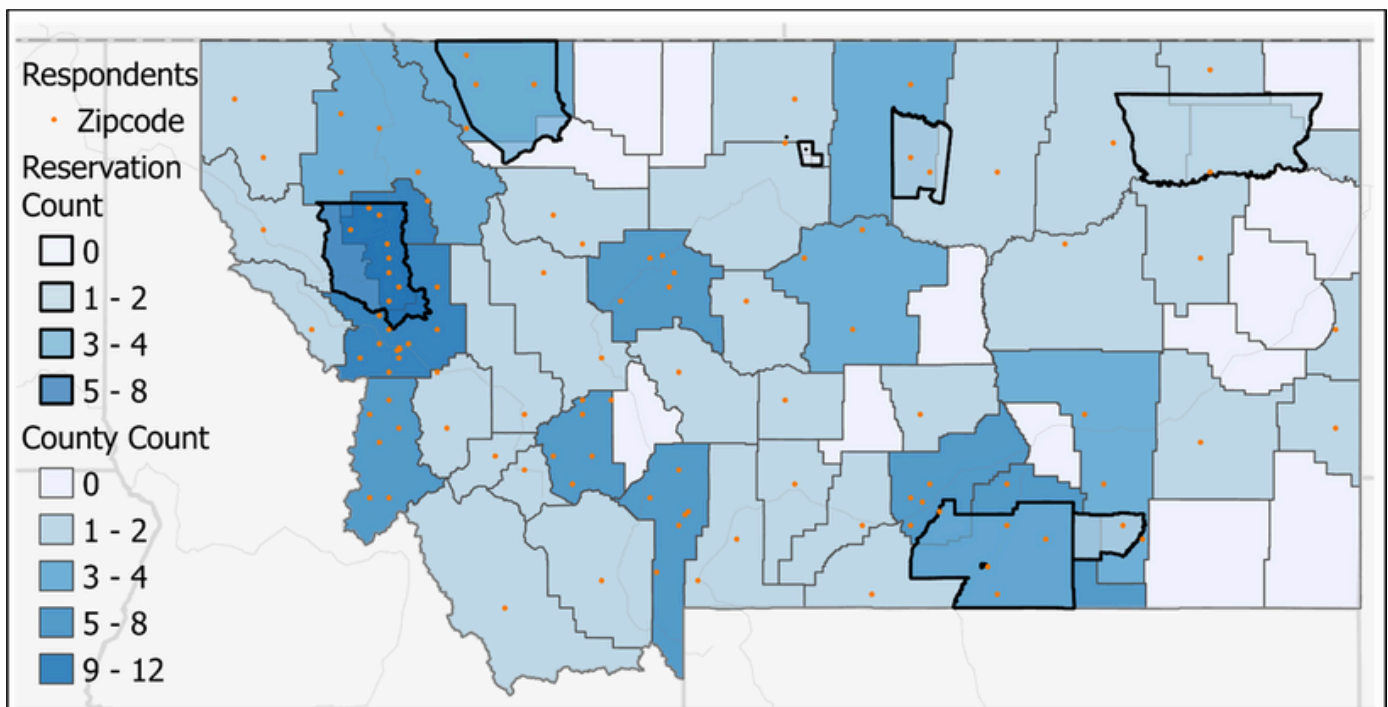 Respondents
Zipcode
Reservation
Count
0
1 - 2
3 - 4
5 - 8
County Count
0
1 - 2
3 - 4
5 - 8
9 - 12